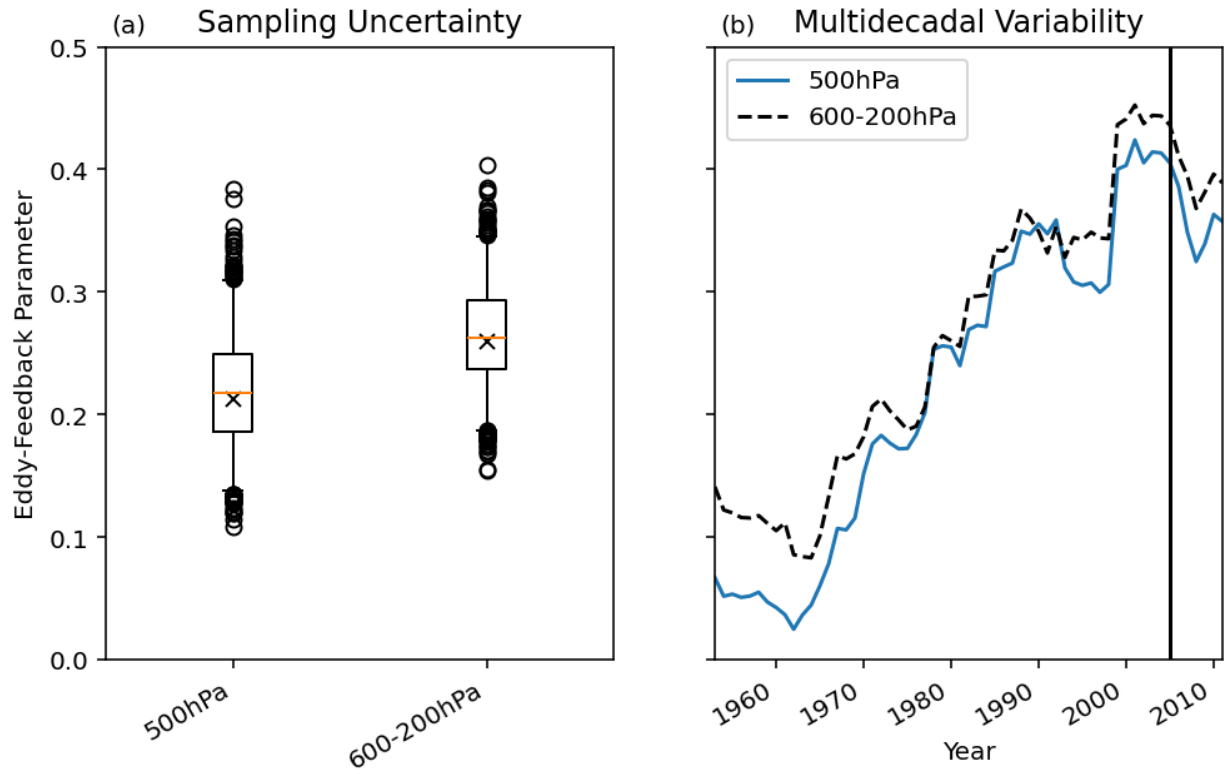 (a) Sampling Uncertainty
(b) Multidecadal Variability
Eddy-Feedback Parameter
0.5
0.4
0.3
0.2
0.1
0.0
500hPa
600-200hPa
500hPa
600-200hPa
1960
1970
1980
1990
2000
2010
Year